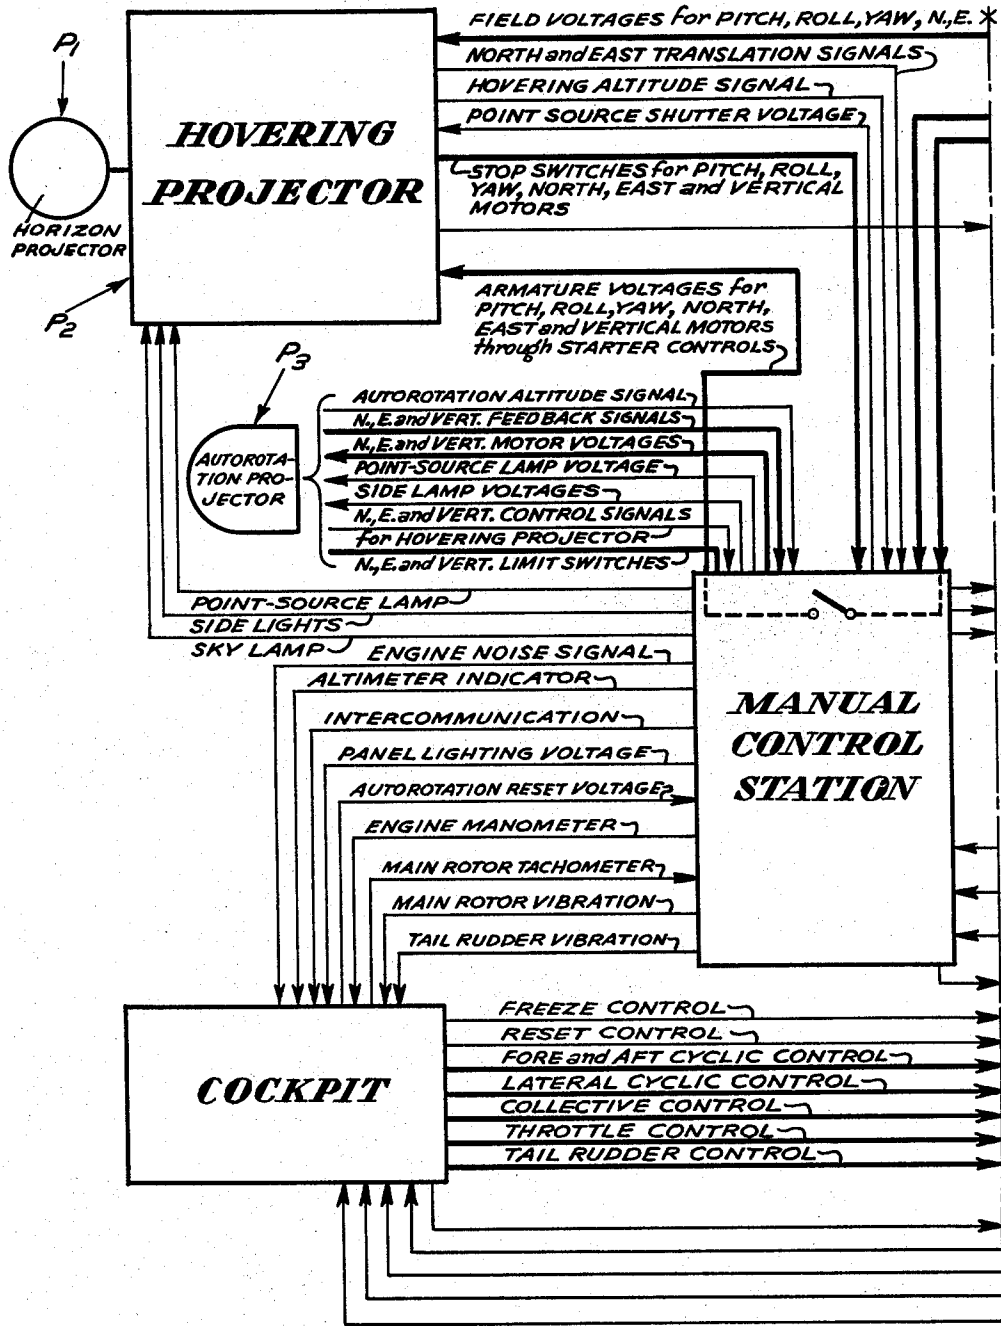 FIELD VOLTAGES for PITCH, ROLL, YAW, N., E.
P1
NORTH and EAST TRANSLATION SIGNALS
HOVERING ALTITUDE SIGNAL
POINT SOURCE SHUTTER VOLTAGE
HOVERING
PROJECTOR
STOP SWITCHES for PITCH, ROLL,
YAW, NORTH, EAST and VERTICAL
MOTORS
HORIZON
PROJECTOR
P2
ARMATURE VOLTAGES for
PITCH, ROLL, YAW, NORTH,
EAST and VERTICAL MOTORS
through STARTER CONTROLS
P3
AUTOROTATION ALTITUDE SIGNAL
N., E. and VERT. FEED BACK SIGNALS
N., E. and VERT. MOTOR VOLTAGES
POINT-SOURCE LAMP VOLTAGE
SIDE LAMP VOLTAGES
N., E. and VERT. CONTROL SIGNALS
for HOVERING PROJECTOR
N., E. and VERT. LIMIT SWITCHES
AUTOROTA-
TION PRO-
JECTOR
POINT-SOURCE LAMP
SIDE LIGHTS
SKY LAMP
ENGINE NOISE SIGNAL
ALTIMETER INDICATOR
INTERCOMMUNICATION
PANEL LIGHTING VOLTAGE
AUTOROTATION RESET VOLTAGE
ENGINE MANOMETER
MAIN ROTOR TACHOMETER
MAIN ROTOR VIBRATION
TAIL RUDDER VIBRATION
MANUAL
CONTROL
STATION
COCKPIT
FREEZE CONTROL
RESET CONTROL
FORE and AFT CYCLIC CONTROL
LATERAL CYCLIC CONTROL
COLLECTIVE CONTROL
THROTTLE CONTROL
TAIL RUDDER CONTROL